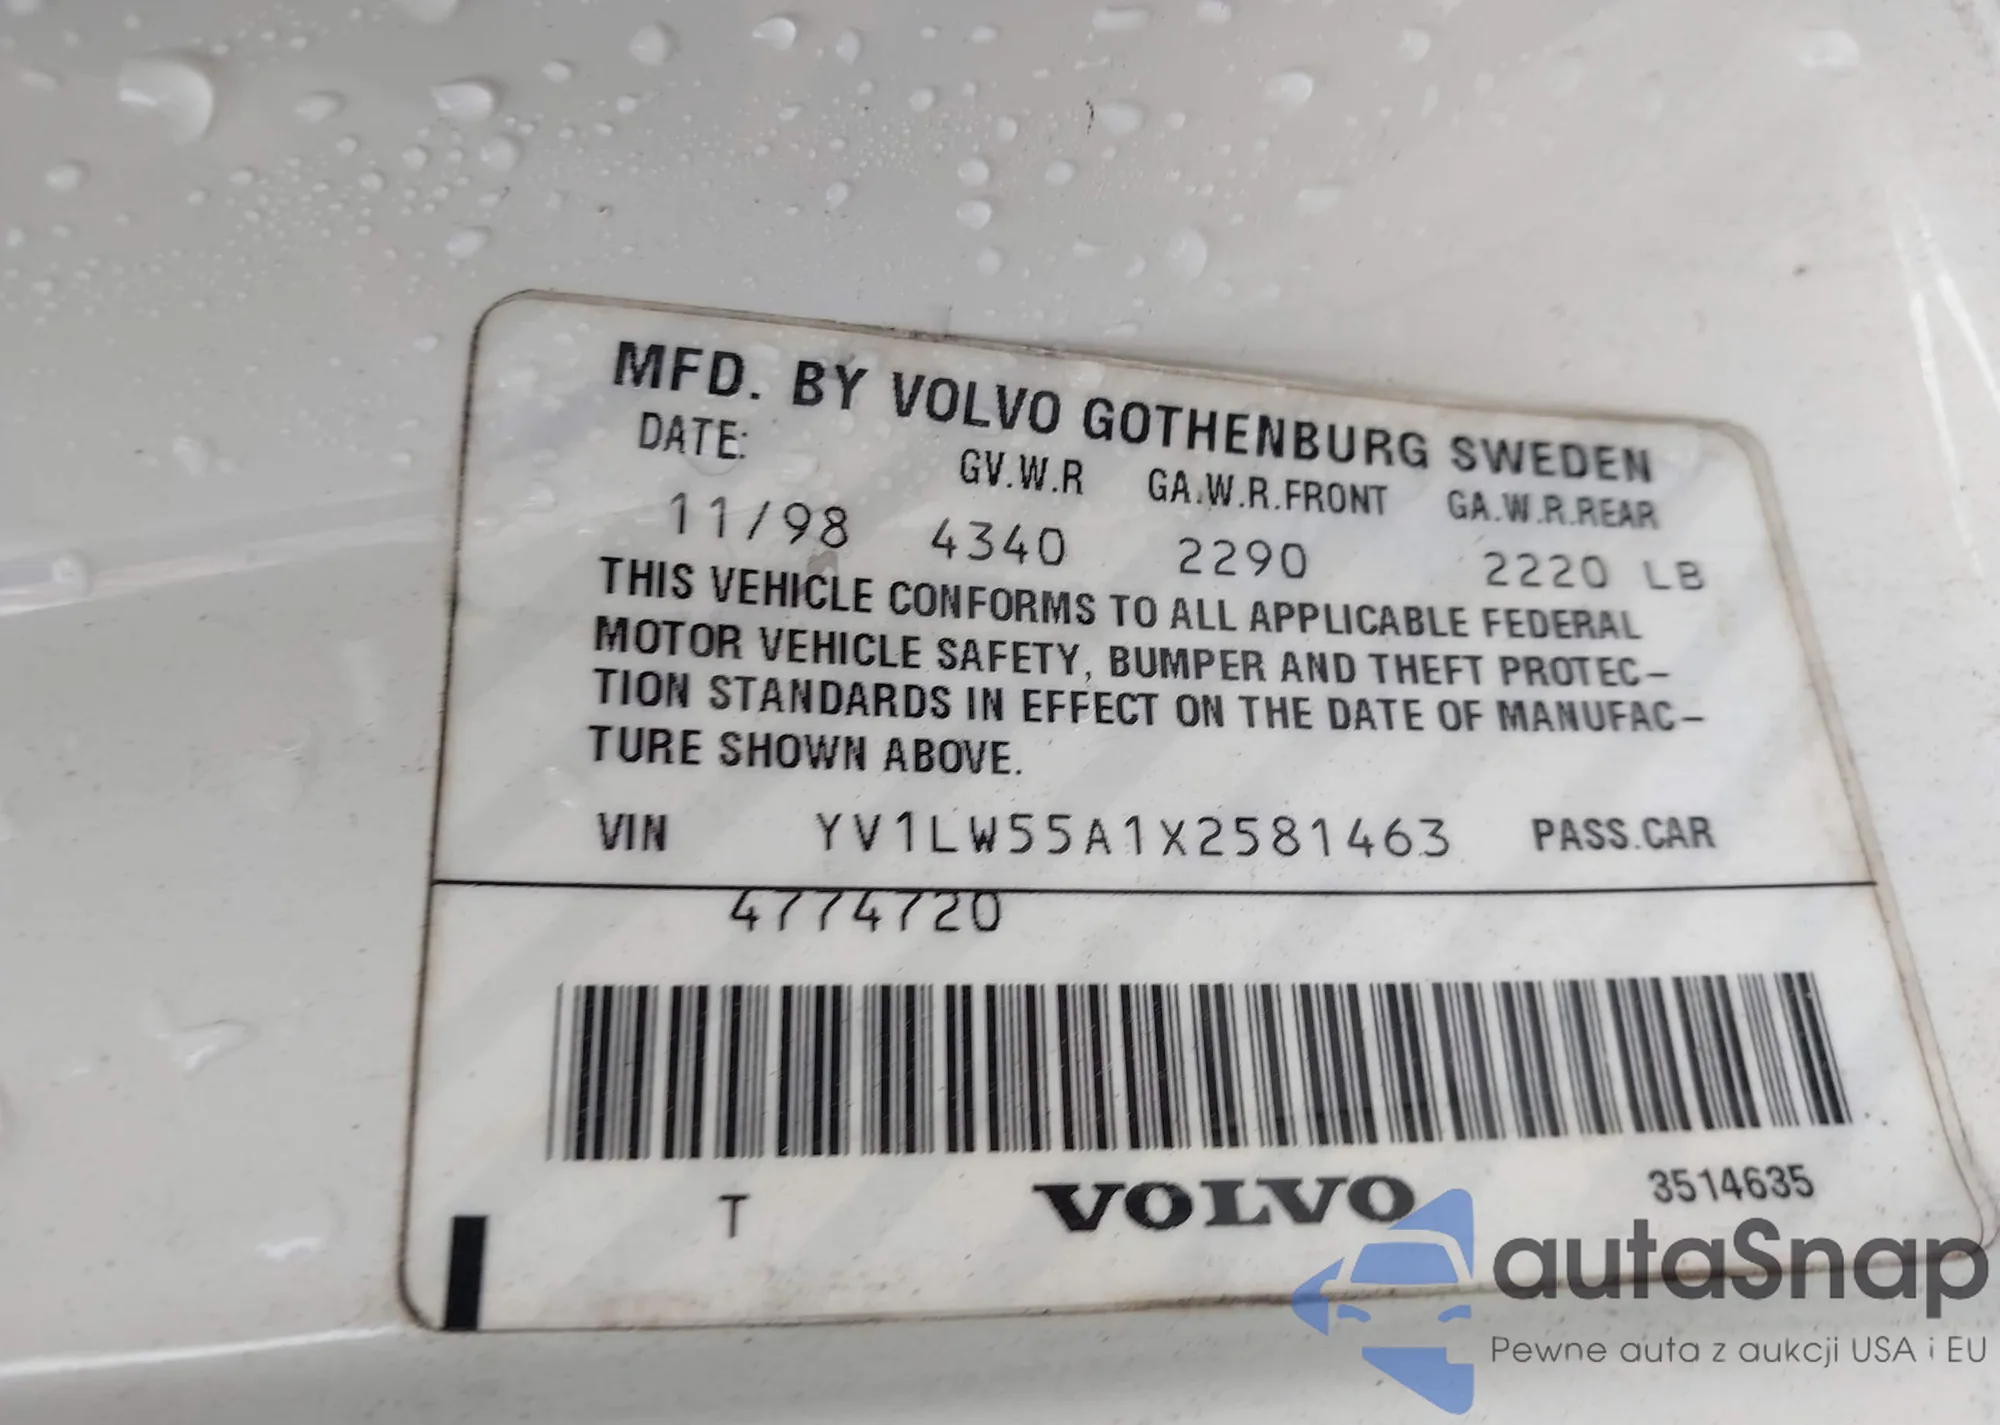 MFD. BY VOLVO GOTHENBURG SWEDEN
DATE: GV.W.R GA.W.R.FRONT GA.W.R.REAR
11/98 4340 2290 2220 LB
THIS VEHICLE CONFORMS TO ALL APPLICABLE FEDERAL
MOTOR VEHICLE SAFETY, BUMPER AND THEFT PROTEC-
TION STANDARDS IN EFFECT ON THE DATE OF MANUFAC-
TURE SHOWN ABOVE.
VIN YV1LW55A1X2581463 PASS.CAR
4774720
T VOLVO 3514635
autaSnap
Pewne auta z aukcji USA i EU